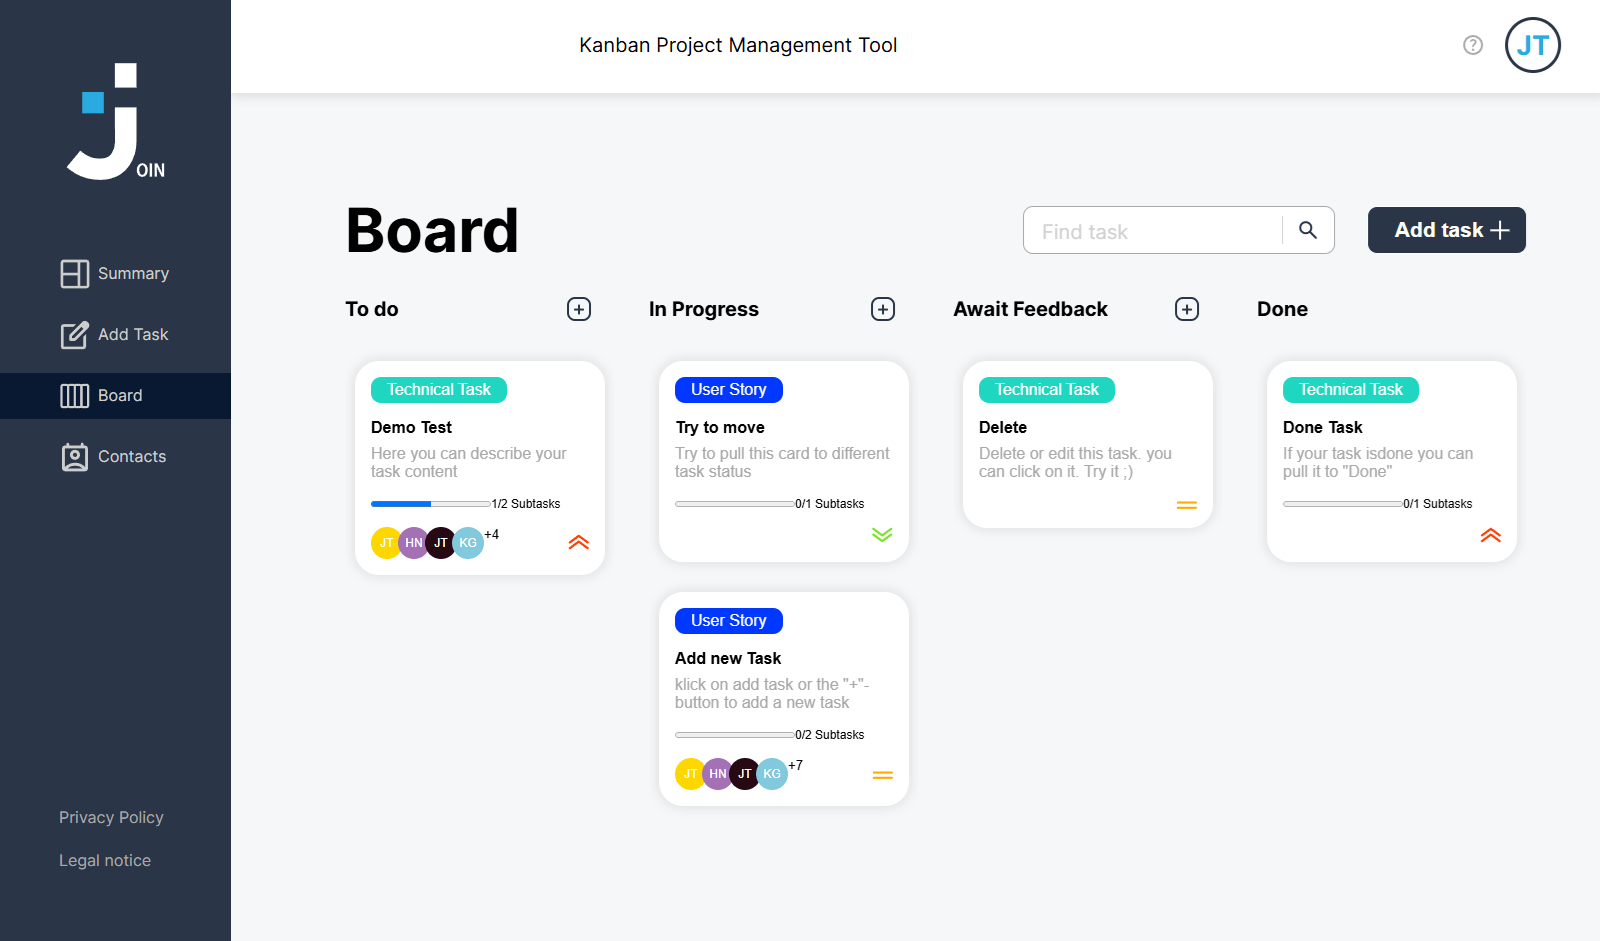 OIN
Summary
Add Task
Board
Contacts
Privacy Policy
Legal notice
Kanban Project Management Tool
JT
Board
Find task
Add task
To do
Technical Task
Demo Test
Here you can describe your
task content
1/2 Subtasks
JT HN JT KG +4
In Progress
User Story
Try to move
Try to pull this card to different
task status
0/1 Subtasks
User Story
Add new Task
klick on add task or the "+"-
button to add a new task
0/2 Subtasks
JT HN JT KG +7
Await Feedback
Technical Task
Delete
Delete or edit this task. you
can click on it. Try it ;)
Done
Technical Task
Done Task
If your task isdone you can
pull it to "Done"
0/1 Subtasks